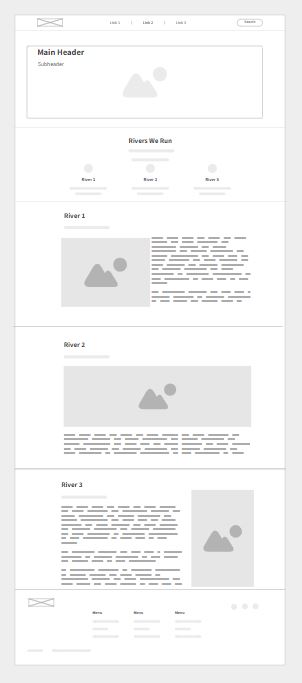 Link 1 | Link 2 | Link 3
Search
Main Header
Subheader
Rivers We Run
River 1 River 2 River 3
River 1
River 2
River 3
Menu Menu Menu